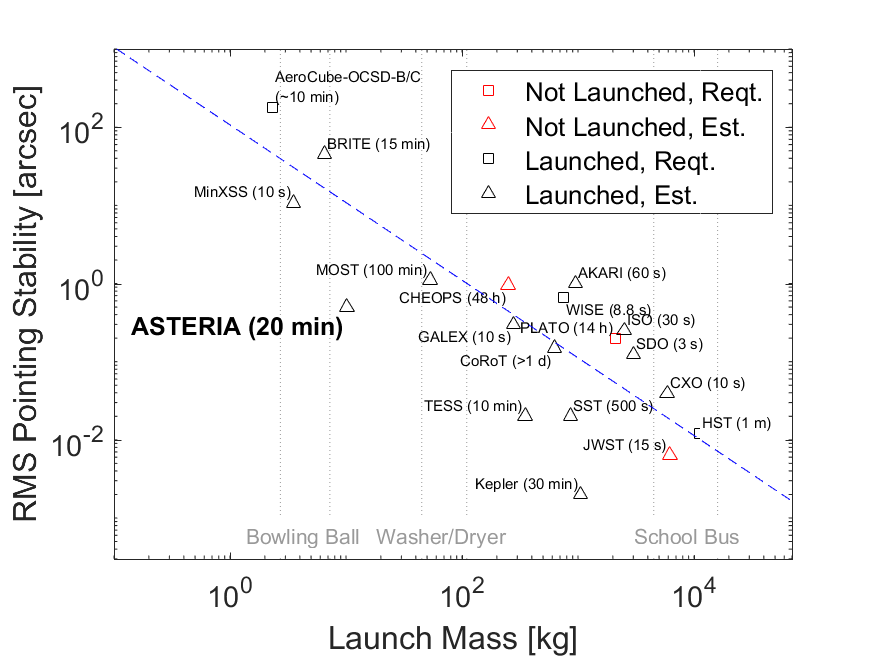 AeroCube-OCSD-B/C
(~10 min)
BRITE (15 min)
MinXSS (10 s)
Not Launched, Reqt.
Not Launched, Est.
Launched, Reqt.
Launched, Est.
MOST (100 min)
AKARI (60 s)
CHEOPS (48 h)
WISE (8.8 s)
ISO (30 s)
ASTERIA (20 min)
GALEX (10 s)
PLATO (14 h)
SDO (3 s)
CoRoT (>1 d)
CXO (10 s)
TESS (10 min)
SST (500 s)
HST (1 m)
JWST (15 s)
Kepler (30 min)
Bowling Ball
Washer/Dryer
School Bus
10^2
10^0
10^-2
RMS Pointing Stability [arcsec]
10^0
10^2
10^4
Launch Mass [kg]